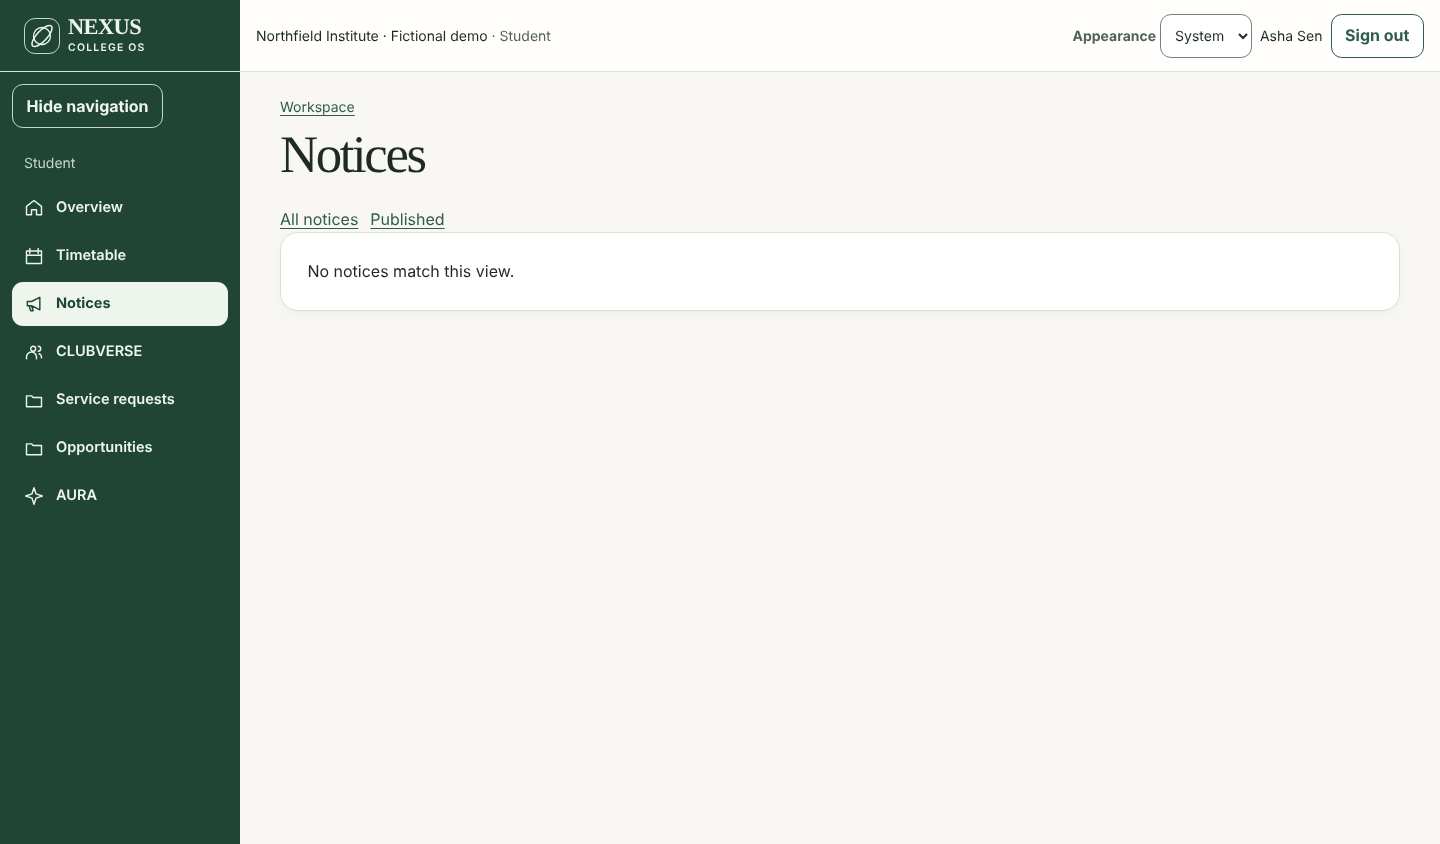 NEXUS
COLLEGE OS
Northfield Institute · Fictional demo · Student
Appearance
System
Asha Sen
Sign out
Hide navigation
Student
Overview
Timetable
Notices
CLUBVERSE
Service requests
Opportunities
AURA
Workspace
Notices
All notices
Published
No notices match this view.